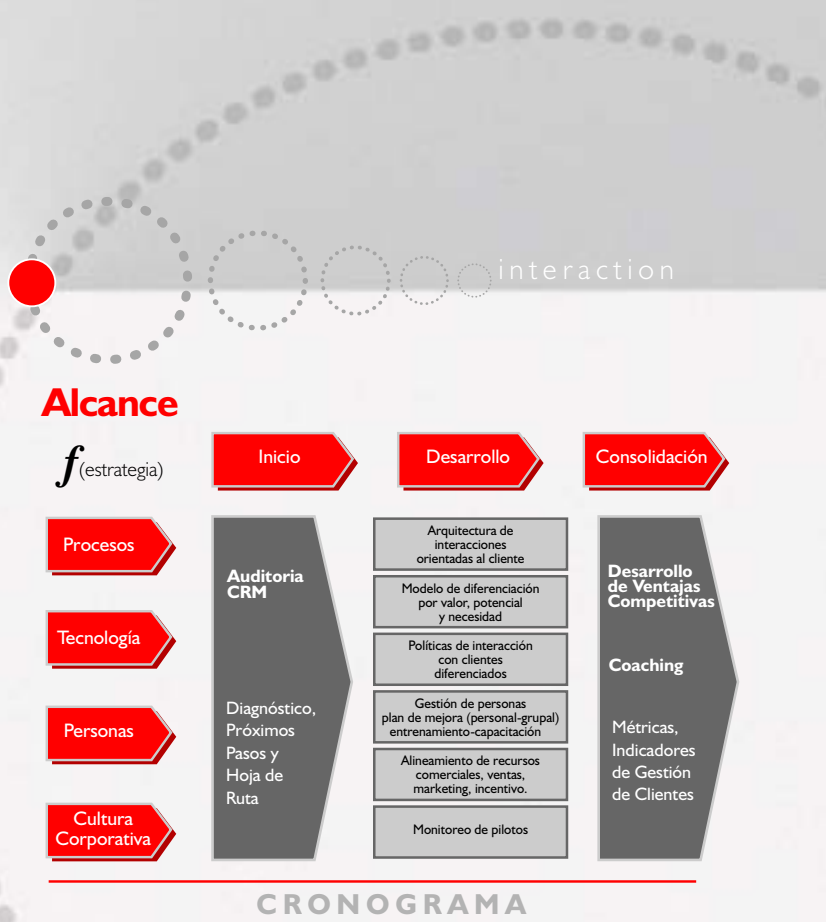 interaction
Alcance
f(estrategia)
Inicio
Desarrollo
Consolidación
Procesos
Tecnología
Personas
Cultura
Corporativa
Auditoria
CRM
Diagnóstico,
Próximos
Pasos y
Hoja de
Ruta
Arquitectura de
interacciones
orientadas al cliente
Modelo de diferenciación
por valor, potencial
y necesidad
Políticas de interacción
con clientes
diferenciados
Gestión de personas
plan de mejora (personal-grupal)
entrenamiento-capacitación
Alineamiento de recursos
comerciales, ventas,
marketing, incentivo.
Monitoreo de pilotos
Desarrollo
de Ventajas
Competitivas
Coaching
Métricas,
Indicadores
de Gestión
de Clientes
CRONOGRAMA